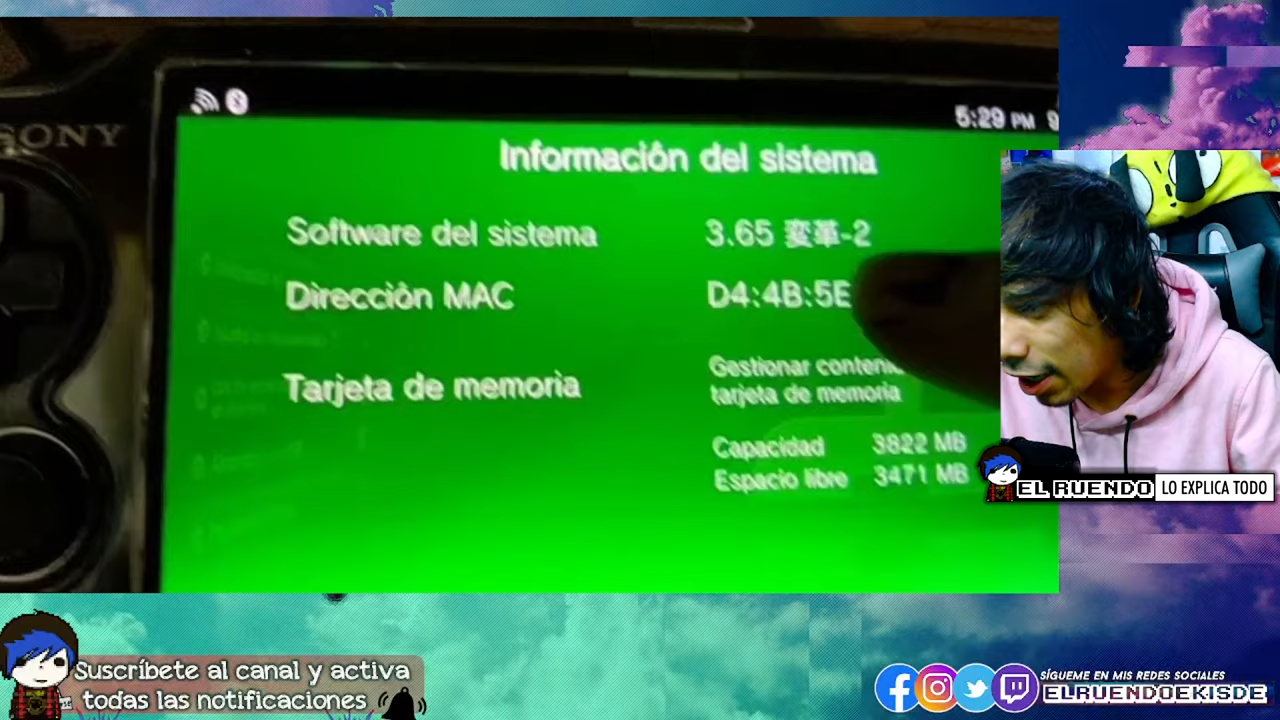 SONY
5:29 PM
Información del sistema
Software del sistema 3.65 変革-2
Dirección MAC D4:4B:5E
Tarjeta de memoria
Gestionar
tarjeta de memoria
Capacidad 3822 MB
Espacio libre 3471 MB
EL RUENDO LO EXPLICA TODO
Suscríbete al canal y activa
todas las notificaciones
SÍGUEME EN MIS REDES SOCIALES
ELRUENDOEKISDE